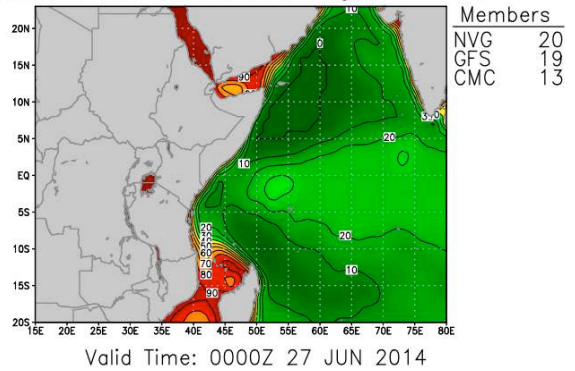 Members
NVG 20
GFS 19
CMC 13
20N
15N
10N
5N
EQ
5S
10S
15S
20S
10
0
90
20
10
20
30
40
50
60
70
80
90
20
10
15E 20E 25E 30E 35E 40E 45E 50E 55E 60E 65E 70E 75E 80E
Valid Time: 0000Z 27 JUN 2014